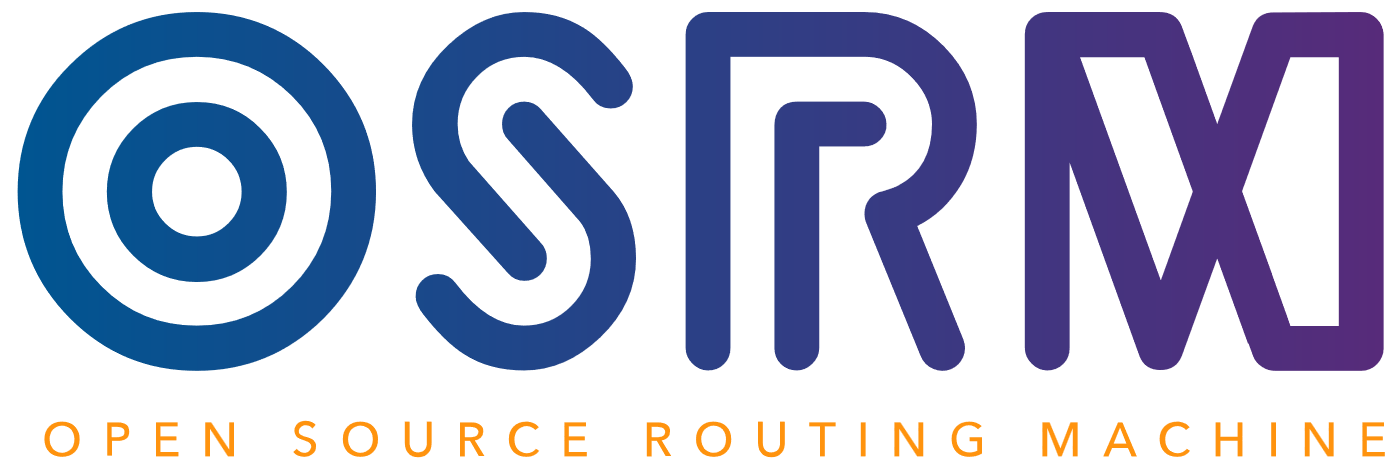 OSRM
OPEN SOURCE ROUTING MACHINE